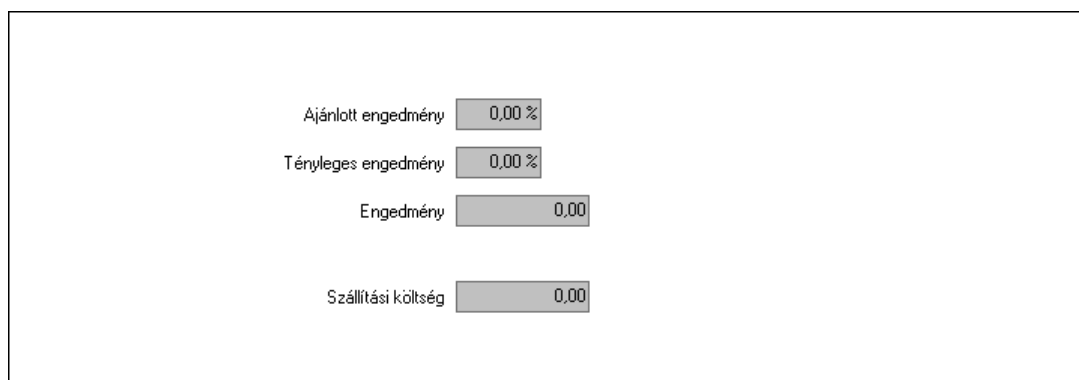 Ajánlott engedmény 0,00 %
Tényleges engedmény 0,00 %
Engedmény 0,00
Szállítási költség 0,00